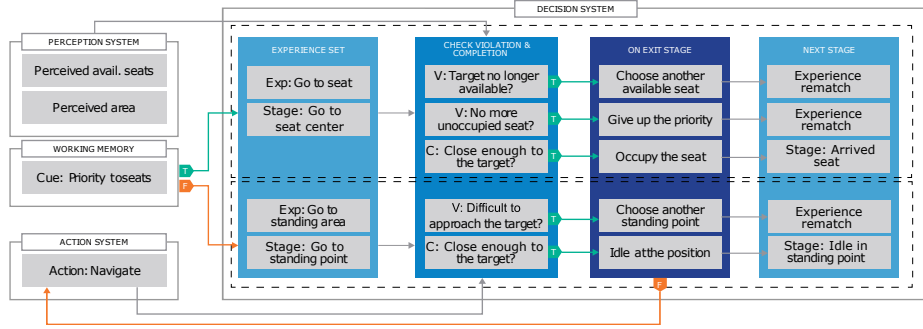 DECISION SYSTEM
PERCEPTION SYSTEM
Perceived avail. seats
Perceived area
WORKING MEMORY
Cue: Priority toseats
T
F
ACTION SYSTEM
Action: Navigate
EXPERIENCE SET
Exp: Go to seat
Stage: Go to
seat center
Exp: Go to
standing area
Stage: Go to
standing point
CHECK VIOLATION &
COMPLETION
V: Target no longer
available?
T
V: No more
unoccupied seat?
T
C: Close enough to
the target?
T
V: Difficult to
approach the target?
T
C: Close enough to
the target?
T
ON EXIT STAGE
Choose another
available seat
Give up the priority
Occupy the seat
Choose another
standing point
Idle atthe position
F
NEXT STAGE
Experience
rematch
Experience
rematch
Stage: Arrived
seat
Experience
rematch
Stage: Idle in
standing point